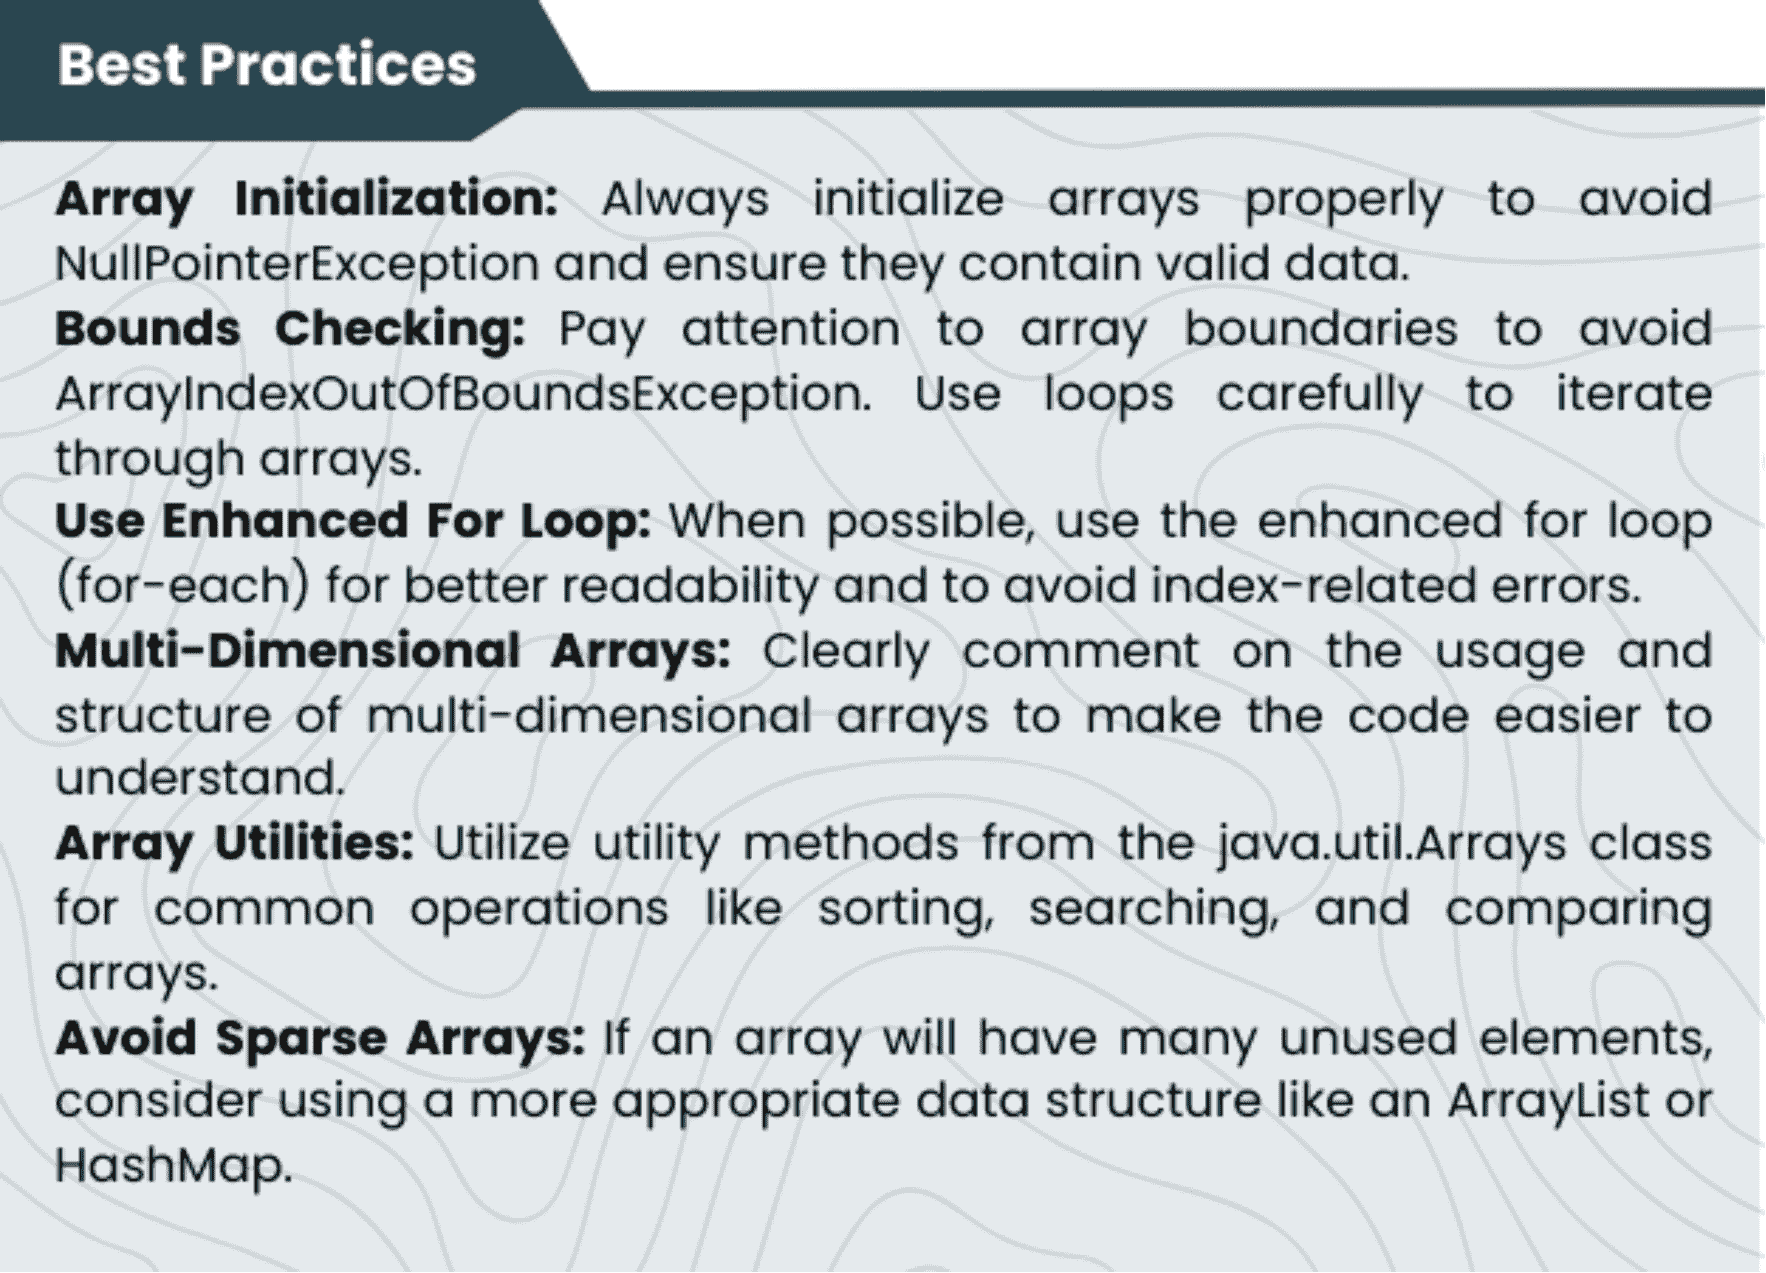 Best Practices
Array Initialization: Always initialize arrays properly to avoid
NullPointerException and ensure they contain valid data.
Bounds Checking: Pay attention to array boundaries to avoid
ArrayIndexOutOfBoundsException. Use loops carefully to iterate
through arrays.
Use Enhanced For Loop: When possible, use the enhanced for loop
(for-each) for better readability and to avoid index-related errors.
Multi-Dimensional Arrays: Clearly comment on the usage and
structure of multi-dimensional arrays to make the code easier to
understand.
Array Utilities: Utilize utility methods from the java.util.Arrays class
for common operations like sorting, searching, and comparing
arrays.
Avoid Sparse Arrays: If an array will have many unused elements,
consider using a more appropriate data structure like an ArrayList or
HashMap.